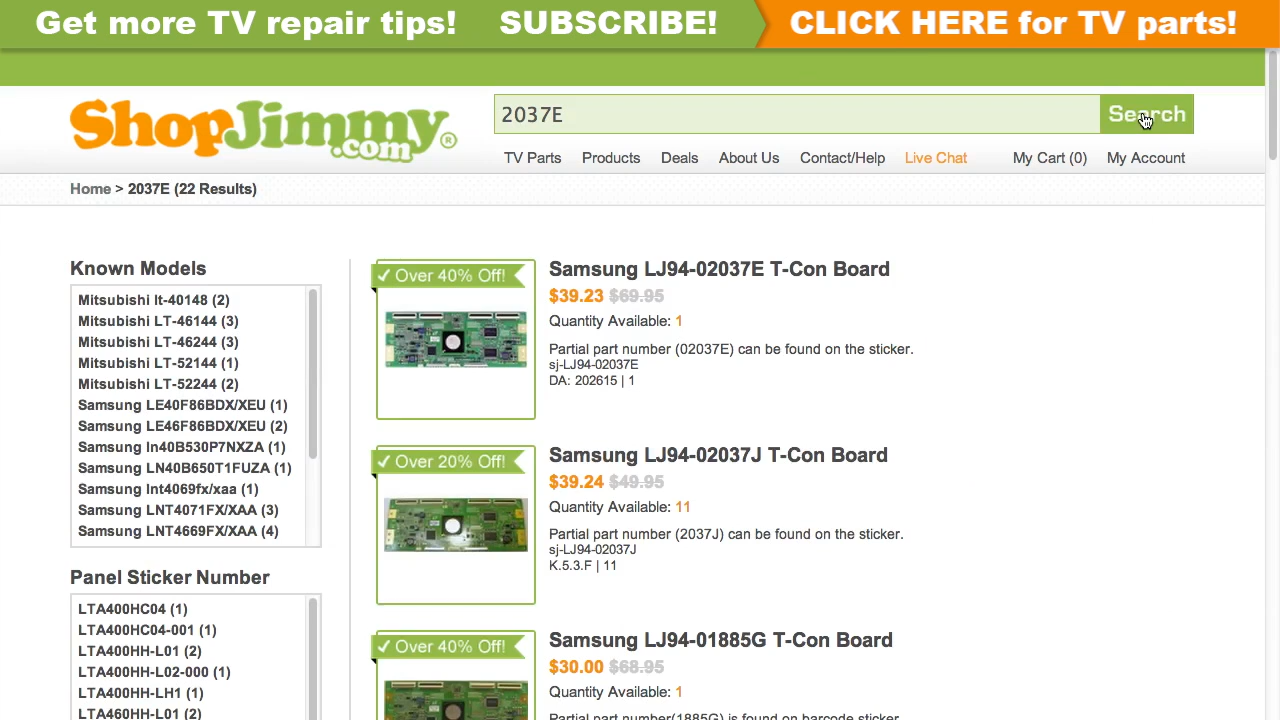 Get more TV repair tips! SUBSCRIBE! CLICK HERE for TV parts!
ShopJimmy.com®
2037E
Search
TV Parts Products Deals About Us Contact/Help Live Chat My Cart (0) My Account
Home > 2037E (22 Results)
Known Models
Mitsubishi lt-40148 (2)
Mitsubishi LT-46144 (3)
Mitsubishi LT-46244 (3)
Mitsubishi LT-52144 (1)
Mitsubishi LT-52244 (2)
Samsung LE40F86BDX/XEU (1)
Samsung LE46F86BDX/XEU (2)
Samsung ln40B530P7NXZA (1)
Samsung LN40B650T1FUZA (1)
Samsung lnt4069fx/xaa (1)
Samsung LNT4071FX/XAA (3)
Samsung LNT4669FX/XAA (4)
Panel Sticker Number
LTA400HC04 (1)
LTA400HC04-001 (1)
LTA400HH-L01 (2)
LTA400HH-L02-000 (1)
LTA400HH-LH1 (1)
LTA460HH-L01 (2)
✓ Over 40% Off!
Samsung LJ94-02037E T-Con Board
$39.23 $69.95
Quantity Available: 1
Partial part number (02037E) can be found on the sticker.
sj-LJ94-02037E
DA: 202615 | 1
✓ Over 20% Off!
Samsung LJ94-02037J T-Con Board
$39.24 $49.95
Quantity Available: 11
Partial part number (2037J) can be found on the sticker.
sj-LJ94-02037J
K.5.3.F | 11
✓ Over 40% Off!
Samsung LJ94-01885G T-Con Board
$30.00 $68.95
Quantity Available: 1
Partial part number(1885G) is found on barcode sticker